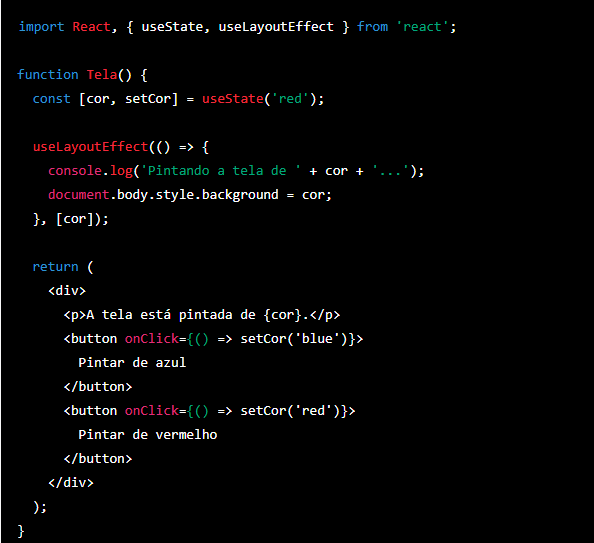 import React, { useState, useLayoutEffect } from 'react';
function Tela() {
const [cor, setCor] = useState('red');
useLayoutEffect(() => {
console.log('Pintando a tela de ' + cor + '...');
document.body.style.background = cor;
}, [cor]);
return (
<div>
<p>A tela está pintada de {cor}.</p>
<button onClick={() => setCor('blue')}>
Pintar de azul
</button>
<button onClick={() => setCor('red')}>
Pintar de vermelho
</button>
</div>
);
}